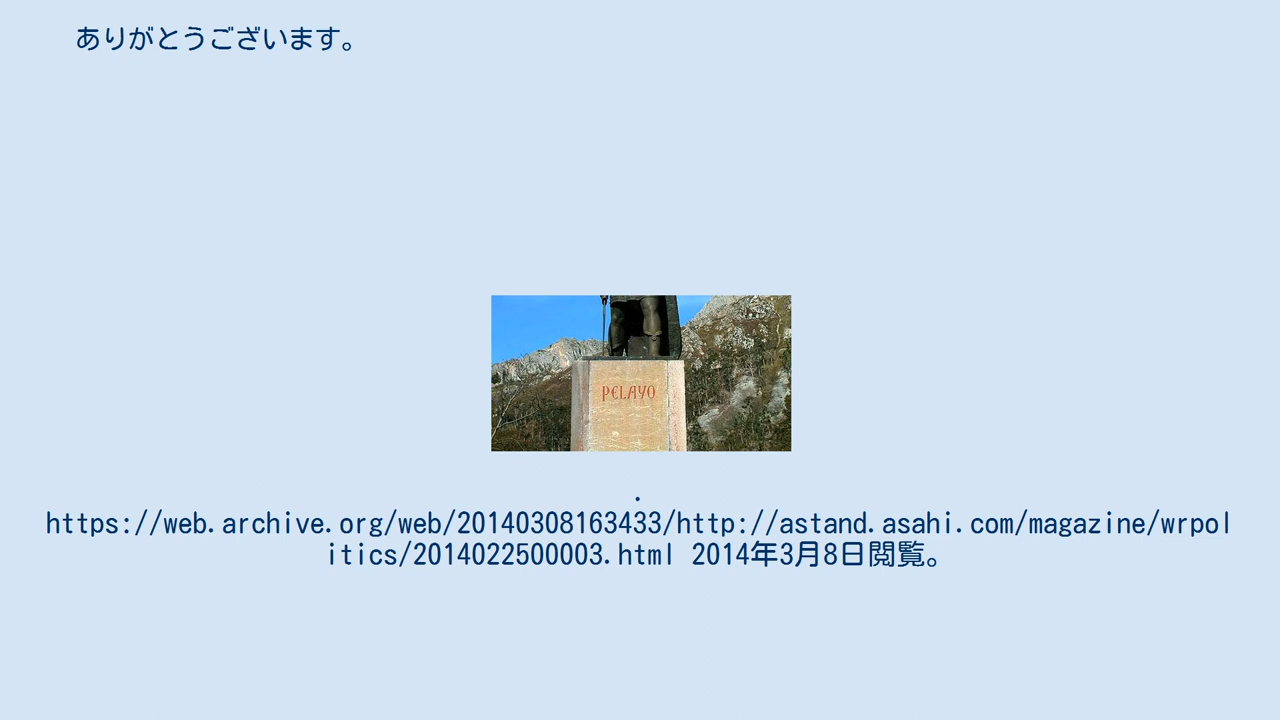 ありがとうございます。
PELAYO
.
https://web.archive.org/web/20140308163433/http://astand.asahi.com/magazine/wrpol
itics/2014022500003.html 2014年3月8日閲覧。